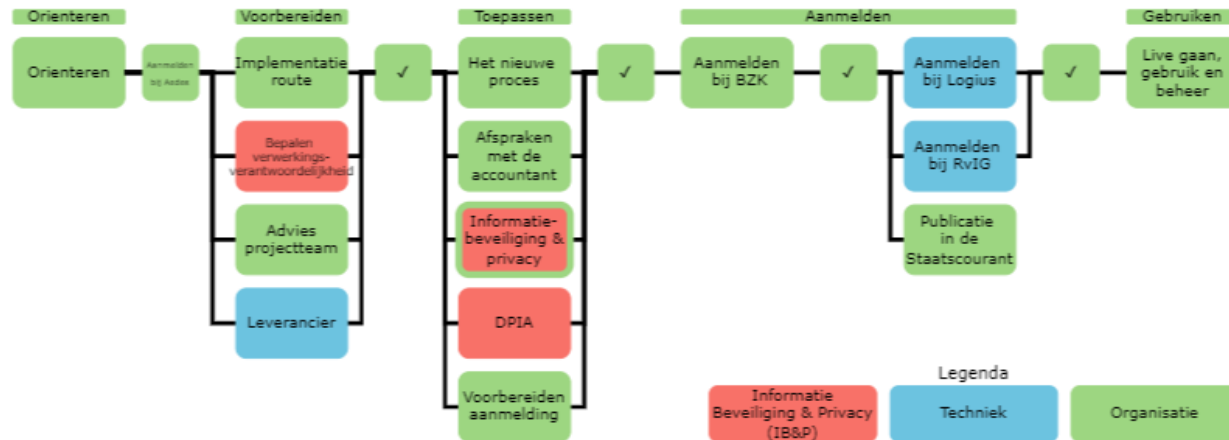 Orienteren
Voorbereiden
Toepassen
Aanmelden
Gebruiken
Orienteren
Aanmelden
bij Asdee
Implementatie
route
✓
Het nieuwe
proces
✓
Aanmelden
bij BZK
✓
Aanmelden
bij Logius
✓
Live gaan,
gebruik en
beheer
Bepalen
verwerkings-
verantwoordelijkheid
Afspraken
met de
accountant
Aanmelden
bij RvIG
Advies
projectteam
Informatie-
beveiliging &
privacy
Publicatie
in de
Staatscourant
Leverancier
DPIA
Voorbereiden
aanmelding
Legenda
Informatie
Beveiliging & Privacy
(IB&P)
Techniek
Organisatie